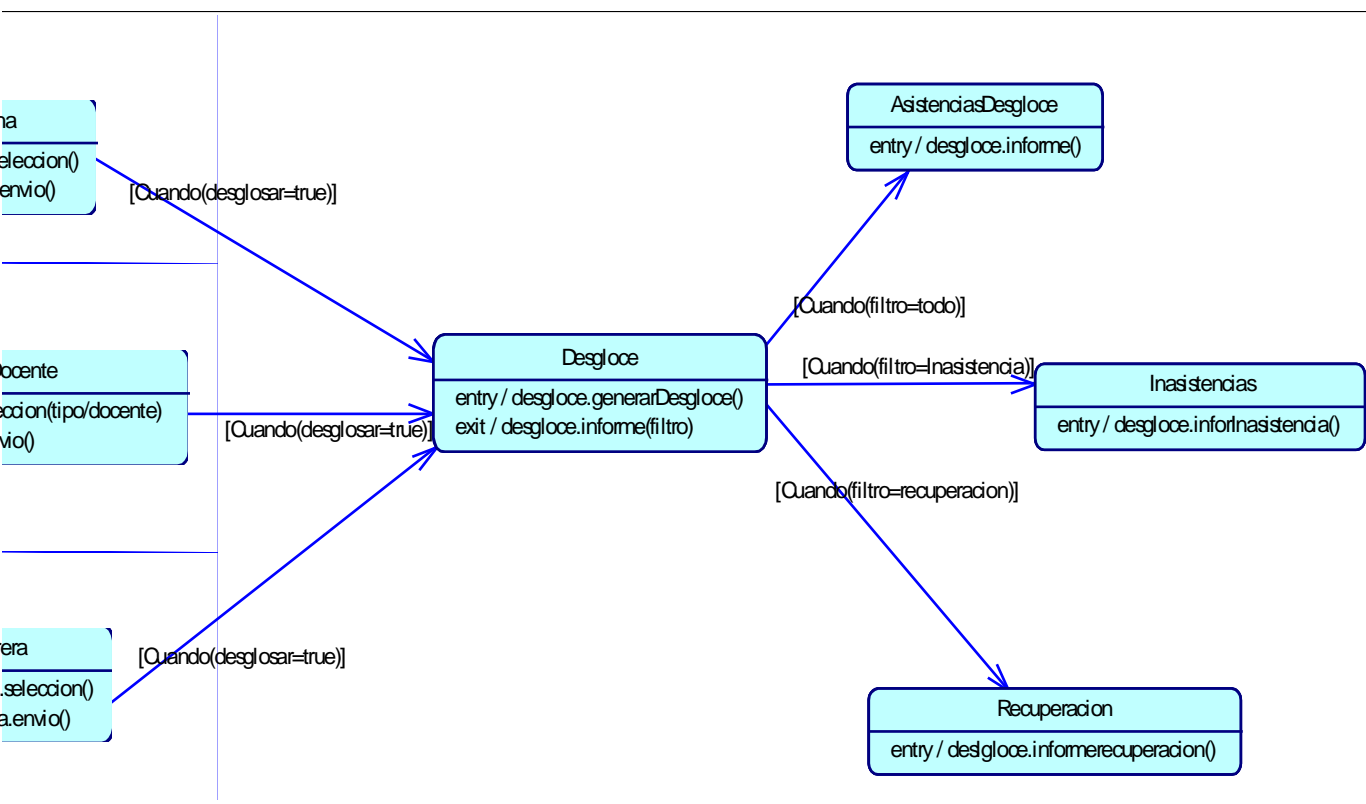 AsistenciasDesgloce
entry / desgloce.informe()
na
eleccion()
envio()
[Cuando(desglosar=true)]
[Cuando(filtro=todo)]
Desgloce
entry / desgloce.generarDesgloce()
exit / desgloce.informe(filtro)
[Cuando(filtro=Inasistencia)]
Inasistencias
entry / desgloce.inforInasistencia()
ocente
eccion(tipo/docente)
vio()
[Cuando(desglosar=true)]
[Cuando(filtro=recuperacion)]
rera
.seleccion()
a.envio()
[Cuando(desglosar=true)]
Recuperacion
entry / deslgloce.informerecuperacion()